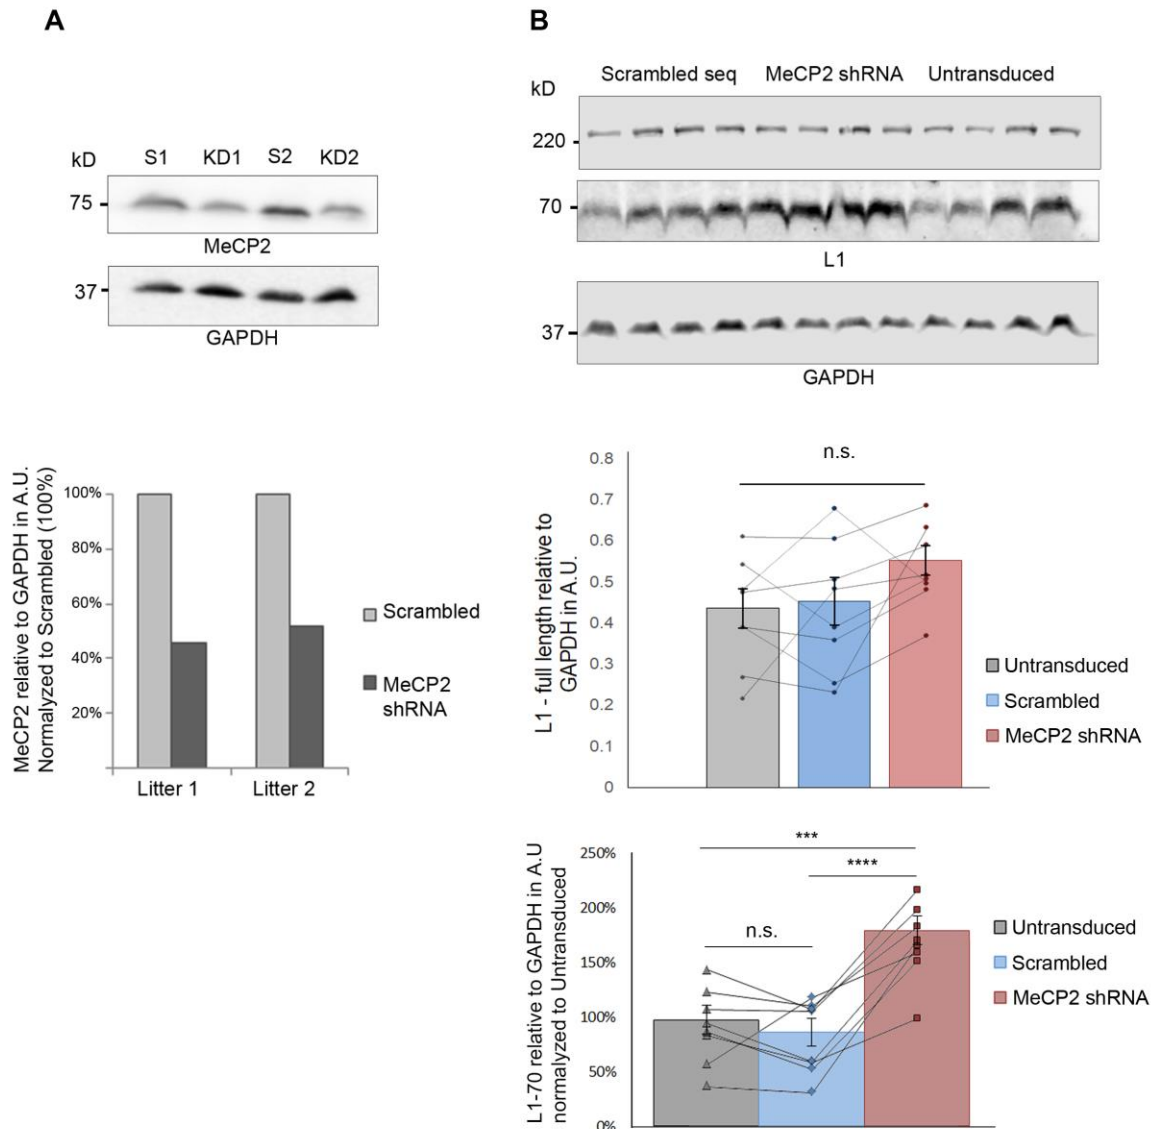 A
kD
S1 KD1 S2 KD2
75
MeCP2
37
GAPDH
MeCP2 relative to GAPDH in A.U.
Normalyzed to Scrambled (100%)
100%
80%
60%
40%
20%
Litter 1 Litter 2
Scrambled
MeCP2
shRNA
B
kD
Scrambled seq MeCP2 shRNA Untransduced
220
70
L1
37
GAPDH
L1 - full length relative to
GAPDH in A.U.
0.8
0.7
0.6
0.5
0.4
0.3
0.2
0.1
0
n.s.
Untransduced
Scrambled
MeCP2 shRNA
L1-70 relative to GAPDH in A.U
normalyzed to Untransduced
250%
200%
150%
100%
50%
0%
***
****
n.s.
Untransduced
Scrambled
MeCP2 shRNA